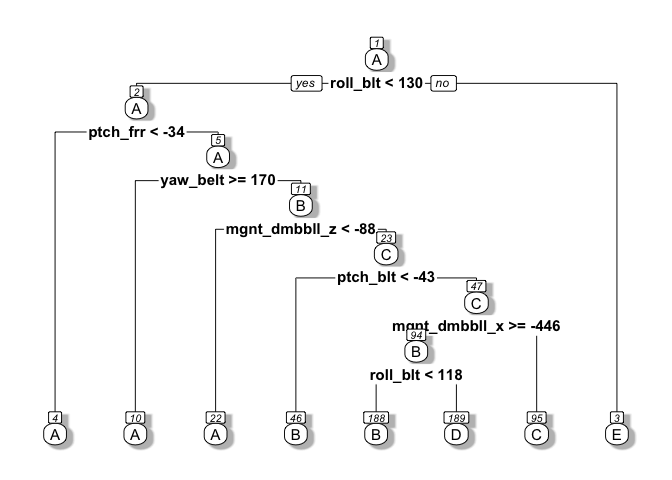 1
A
yes roll_blt < 130 no
2
A
ptch_frr < -34
5
A
yaw_belt >= 170
11
B
mgnt_dmbbll_z < -88
23
C
ptch_blt < -43
47
C
mgnt_dmbbll_x >= -446
94
B
roll_blt < 118
4 10 22 46 188 189 95 3
A A A B B D C E